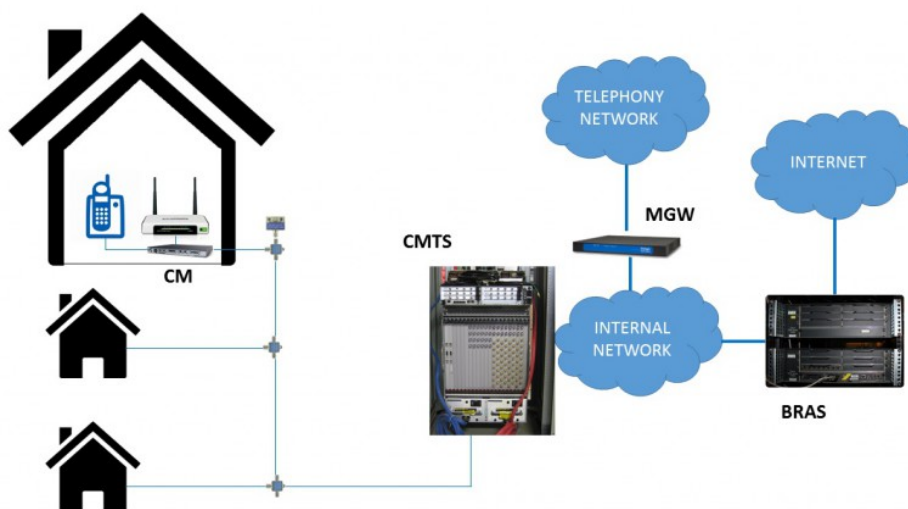 TELEPHONY
NETWORK
INTERNET
MGW
CMTS
CM
INTERNAL
NETWORK
BRAS